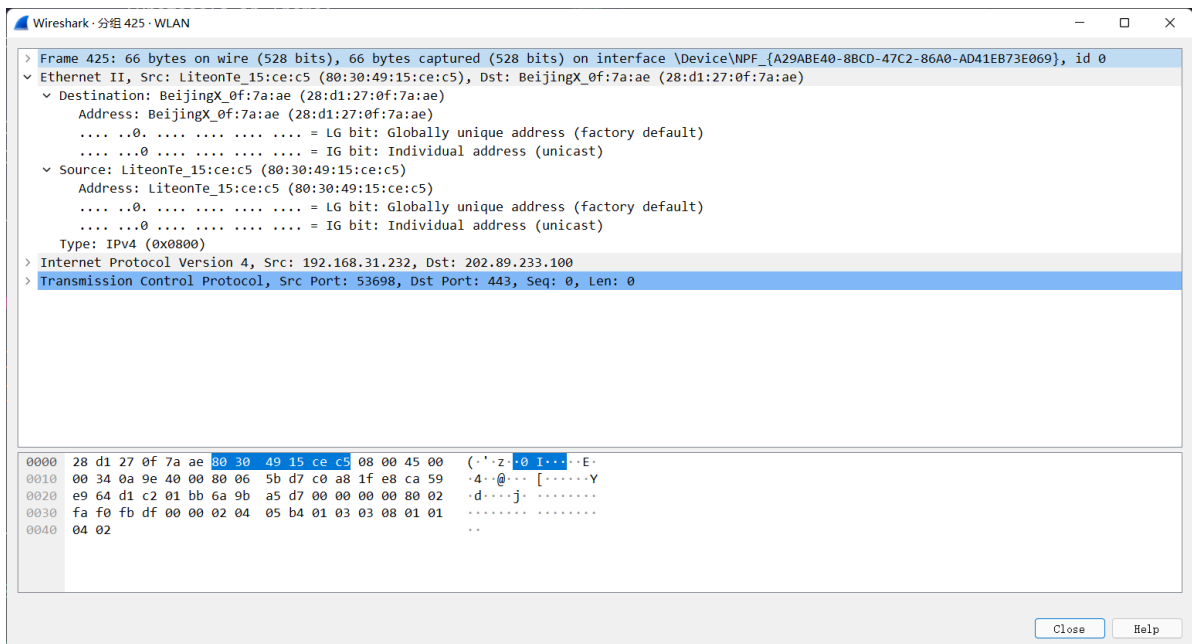 Wireshark · 分组 425 · WLAN
Frame 425: 66 bytes on wire (528 bits), 66 bytes captured (528 bits) on interface \Device\NPF_{A29ABE40-8BCD-47C2-86A0-AD41EB73E069}, id 0
Ethernet II, Src: LiteonTe_15:ce:c5 (80:30:49:15:ce:c5), Dst: BeijingX_0f:7a:ae (28:d1:27:0f:7a:ae)
Destination: BeijingX_0f:7a:ae (28:d1:27:0f:7a:ae)
Address: BeijingX_0f:7a:ae (28:d1:27:0f:7a:ae)
.... ..0. .... .... .... .... = LG bit: Globally unique address (factory default)
.... ...0 .... .... .... .... = IG bit: Individual address (unicast)
Source: LiteonTe_15:ce:c5 (80:30:49:15:ce:c5)
Address: LiteonTe_15:ce:c5 (80:30:49:15:ce:c5)
.... ..0. .... .... .... .... = LG bit: Globally unique address (factory default)
.... ...0 .... .... .... .... = IG bit: Individual address (unicast)
Type: IPv4 (0x0800)
Internet Protocol Version 4, Src: 192.168.31.232, Dst: 202.89.233.100
Transmission Control Protocol, Src Port: 53698, Dst Port: 443, Seq: 0, Len: 0
0000 28 d1 27 0f 7a ae 80 30 49 15 ce c5 08 00 45 00 (·'·z··0 I·····E·
0010 00 34 0a 9e 40 00 80 06 5b d7 c0 a8 1f e8 ca 59 ·4··@··· [······Y
0020 e9 64 d1 c2 01 bb 6a 9b a5 d7 00 00 00 00 80 02 ·d····j· ········
0030 fa f0 fb df 00 00 02 04 05 b4 01 03 03 08 01 01 ········ ········
0040 04 02 ··
Close Help